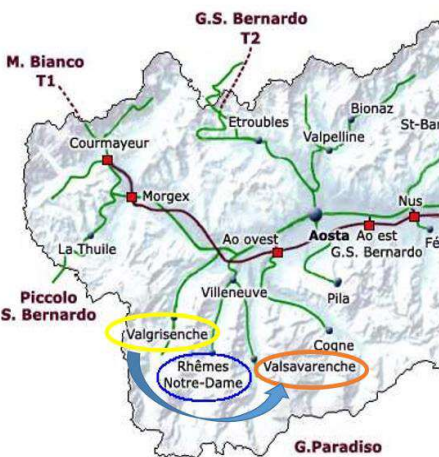 G.S. Bernardo
T2
M. Bianco
T1
Bionaz
Etroubles
Valpelline
St-Ba
Courmayeur
Morgex
Nus
La Thuile
Ao ovest
Aosta
Ao est
G.S. Bernardo
Fé
Piccolo
S. Bernardo
Villeneuve
Pila
Valgrisenche
Cogne
Rhêmes
Notre-Dame
Valsavarenche
G.Paradiso